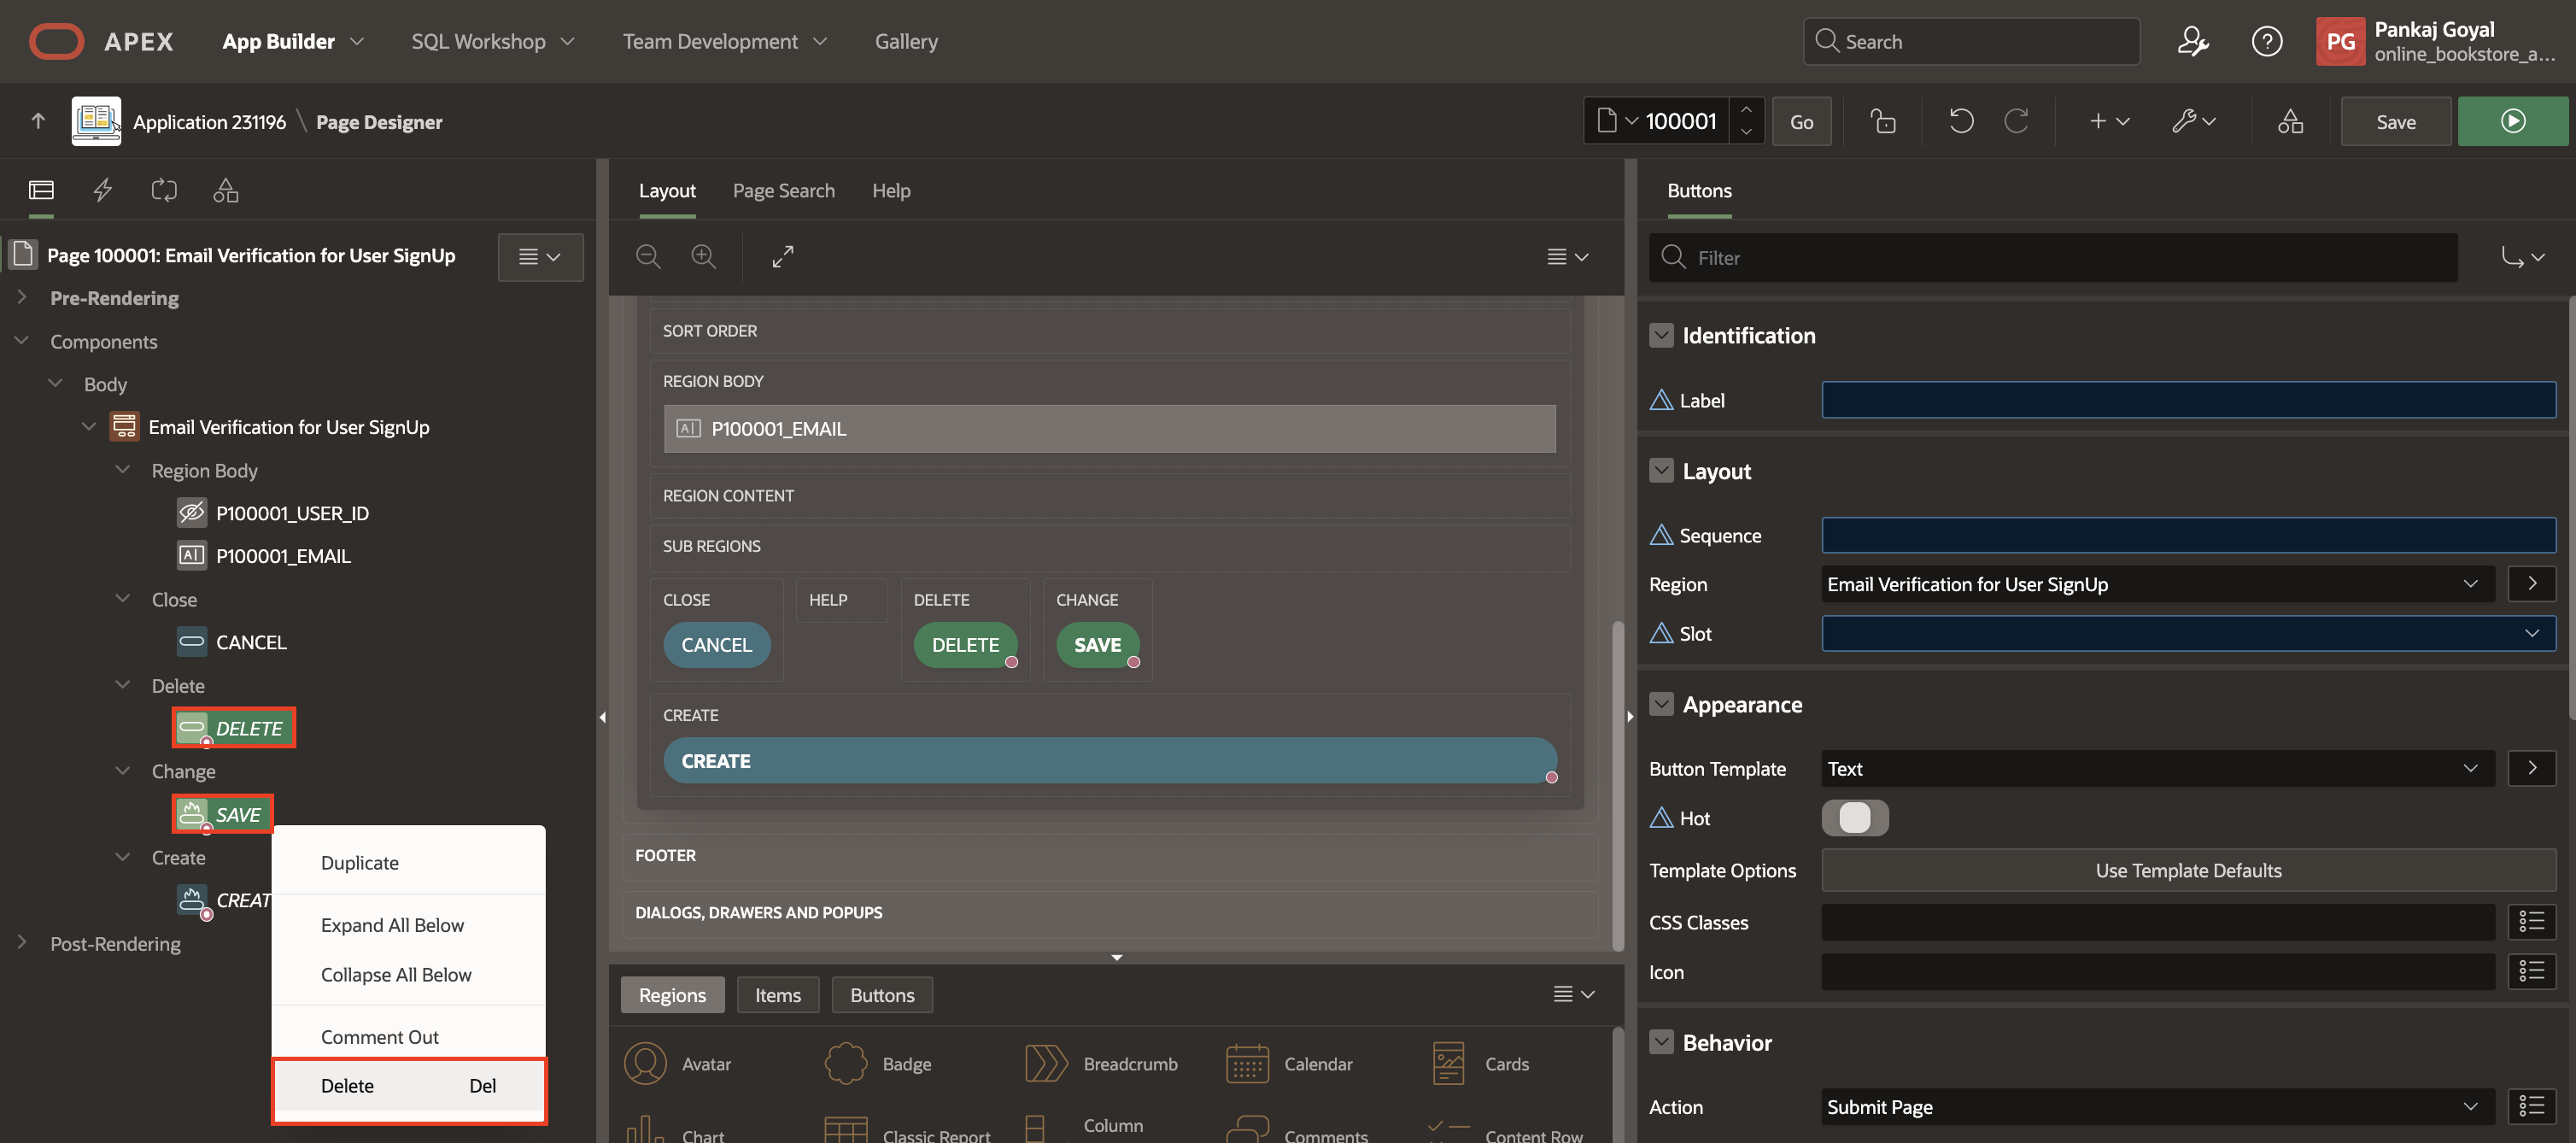 APEX
App Builder
SQL Workshop
Team Development
Gallery
Search
PG
Pankaj Goyal
online_bookstore_a...
Application 231196 \ Page Designer
100001
Go
Save
Layout
Page Search
Help
Buttons
Page 100001: Email Verification for User SignUp
Pre-Rendering
Components
Body
Email Verification for User SignUp
Region Body
P100001_USER_ID
P100001_EMAIL
Close
CANCEL
Delete
DELETE
Change
SAVE
Create
CREAT
Post-Rendering
Duplicate
Expand All Below
Collapse All Below
Comment Out
Delete Del
SORT ORDER
REGION BODY
P100001_EMAIL
REGION CONTENT
SUB REGIONS
CLOSE
HELP
DELETE
CHANGE
CANCEL
DELETE
SAVE
CREATE
CREATE
FOOTER
DIALOGS, DRAWERS AND POPUPS
Regions
Items
Buttons
Avatar
Badge
Breadcrumb
Calendar
Cards
Chart
Classic Report
Column
Comments
Content Row
Filter
Identification
Label
Layout
Sequence
Region
Email Verification for User SignUp
Slot
Appearance
Button Template
Text
Hot
Template Options
Use Template Defaults
CSS Classes
Icon
Behavior
Action
Submit Page